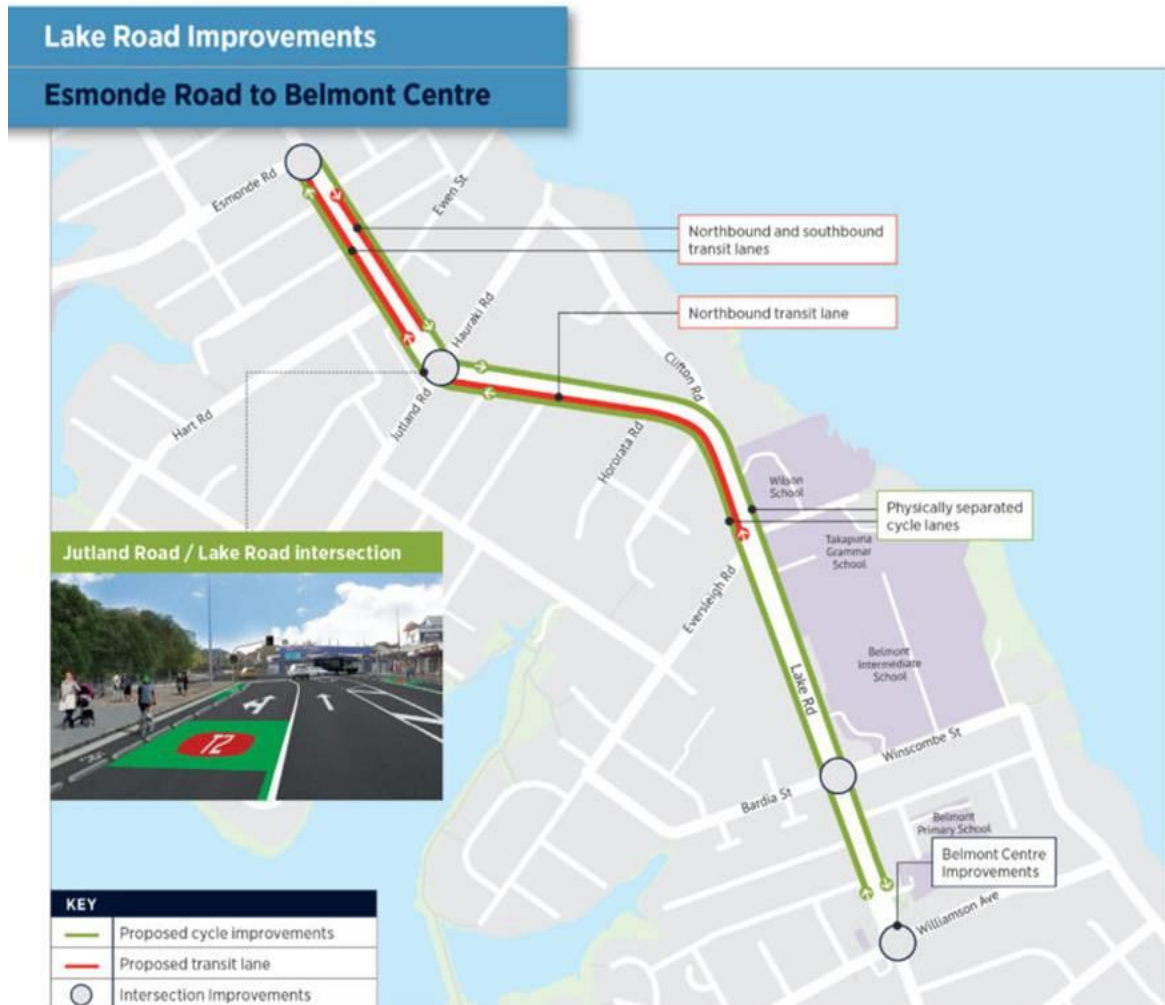 Lake Road Improvements
Esmonde Road to Belmont Centre
Esmonde Rd
Ewen St
Northbound and southbound
transit lanes
Hauraki Rd
Northbound transit lane
Clifton Rd
Hart Rd
Jutland Rd
Hororata Rd
Wilson
School
Physically separated
cycle lanes
Takapuna
Grammar
School
Jutland Road / Lake Road intersection
T2
Eversleigh Rd
Belmont
Intermediate
School
Lake Rd
Winscombe St
Bardia St
Belmont
Primary School
Belmont Centre
Improvements
Williamson Ave
KEY
Proposed cycle improvements
Proposed transit lane
Intersection Improvements